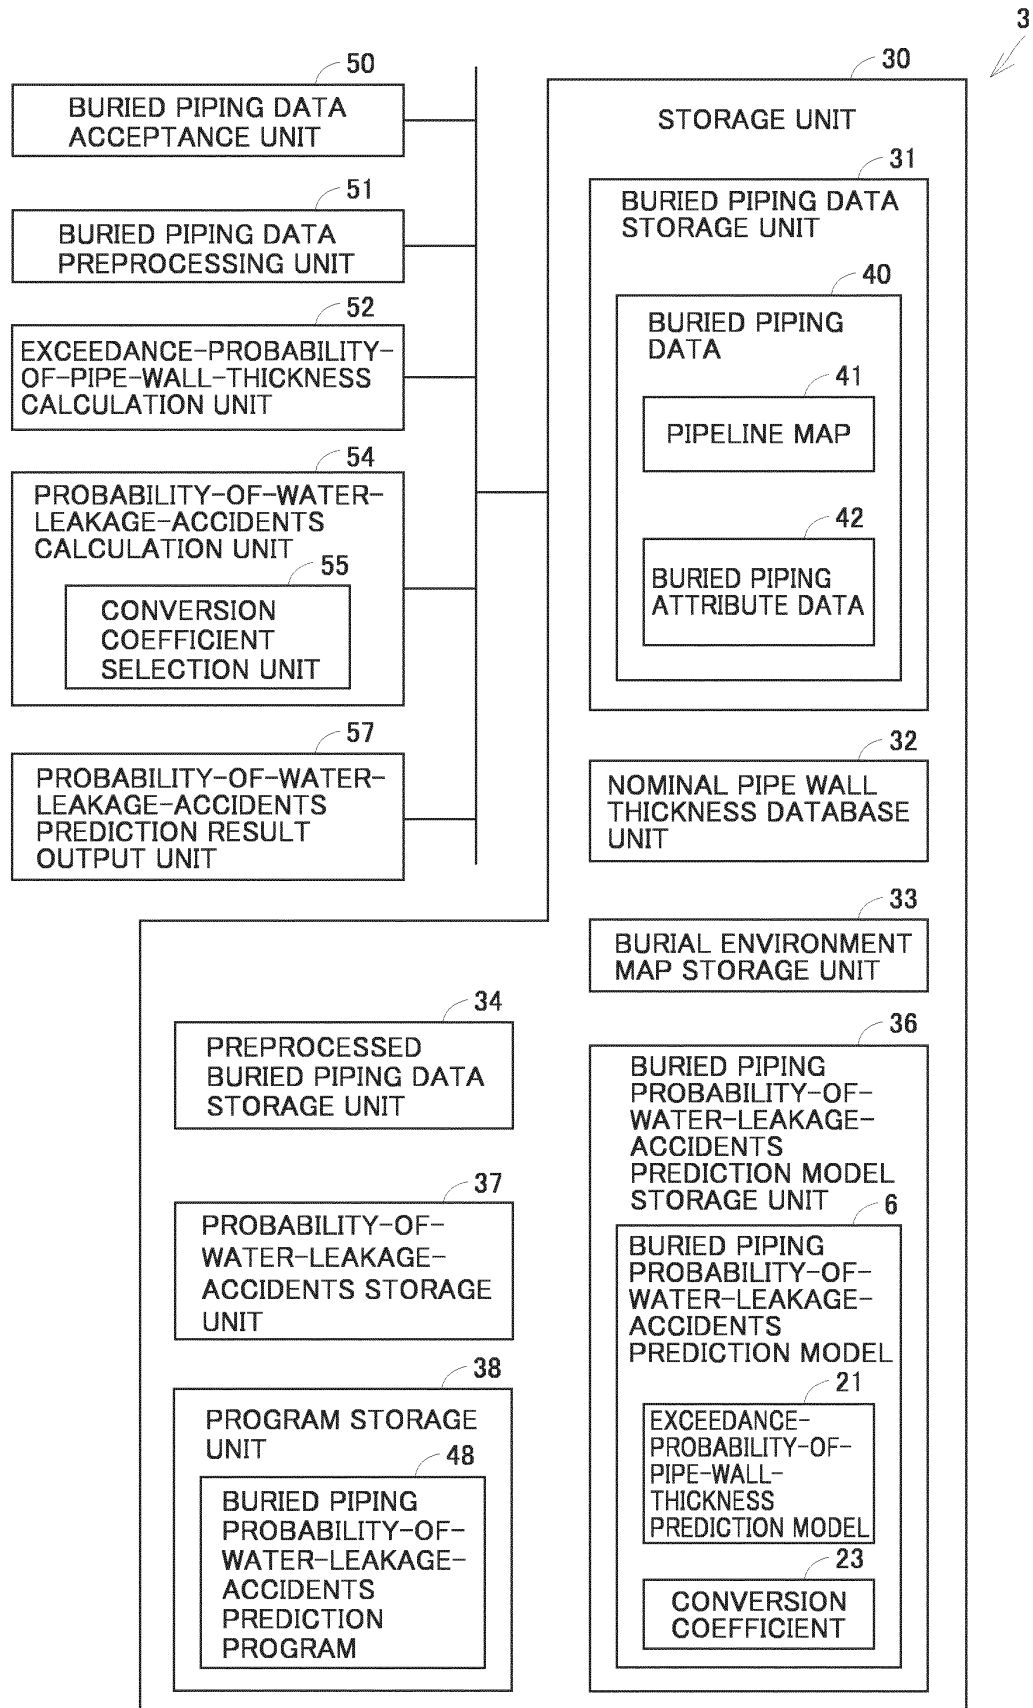 3
50
BURIED PIPING DATA
ACCEPTANCE UNIT
51
BURIED PIPING DATA
PREPROCESSING UNIT
52
EXCEEDANCE-PROBABILITY-
OF-PIPE-WALL-THICKNESS
CALCULATION UNIT
54
PROBABILITY-OF-WATER-
LEAKAGE-ACCIDENTS
CALCULATION UNIT
55
CONVERSION
COEFFICIENT
SELECTION UNIT
57
PROBABILITY-OF-WATER-
LEAKAGE-ACCIDENTS
PREDICTION RESULT
OUTPUT UNIT
30
STORAGE UNIT
31
BURIED PIPING DATA
STORAGE UNIT
40
BURIED PIPING
DATA
41
PIPELINE MAP
42
BURIED PIPING
ATTRIBUTE DATA
32
NOMINAL PIPE WALL
THICKNESS DATABASE
UNIT
33
BURIAL ENVIRONMENT
MAP STORAGE UNIT
34
PREPROCESSED
BURIED PIPING DATA
STORAGE UNIT
37
PROBABILITY-OF-
WATER-LEAKAGE-
ACCIDENTS STORAGE
UNIT
38
PROGRAM STORAGE
UNIT
48
BURIED PIPING
PROBABILITY-OF-
WATER-LEAKAGE-
ACCIDENTS
PREDICTION
PROGRAM
36
BURIED PIPING
PROBABILITY-OF-
WATER-LEAKAGE-
ACCIDENTS
PREDICTION MODEL
STORAGE UNIT
6
BURIED PIPING
PROBABILITY-OF-
WATER-LEAKAGE-
ACCIDENTS
PREDICTION MODEL
21
EXCEEDANCE-
PROBABILITY-OF-
PIPE-WALL-
THICKNESS
PREDICTION MODEL
23
CONVERSION
COEFFICIENT